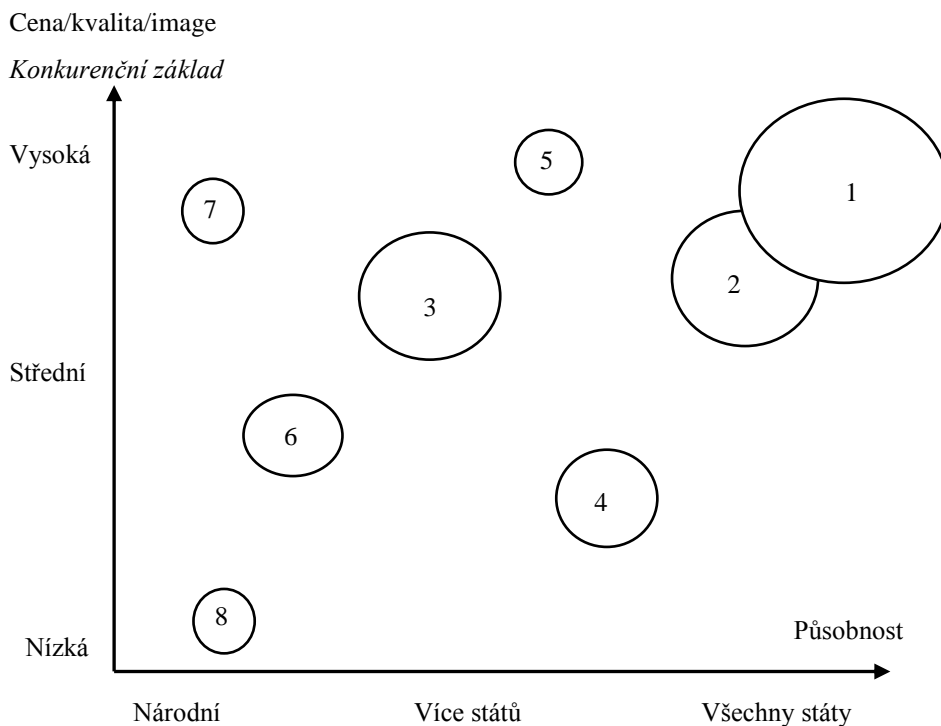 Cena/kvalita/image
Konkurenční základ
Vysoká
5
1
7
2
3
Střední
6
4
8
Působnost
Nízká
Národní
Více států
Všechny státy